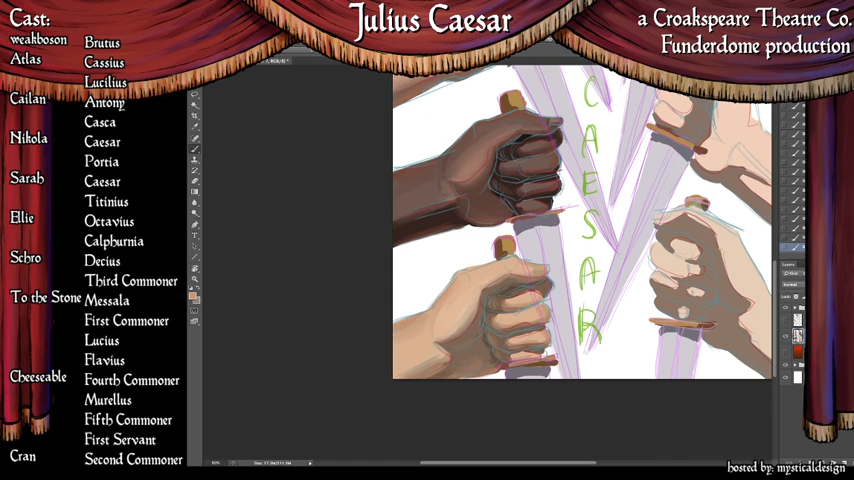 Cast:
Julius Caesar
a Croakspeare Theatre Co.
Funderdome production
weakboson
Brutus
Atlas
Cassius
Lucilius
Cailan
Antony
Casca
Nikola
Caesar
Portia
Sarah
Caesar
Titinius
Ellie
Octavius
Calphurnia
Schro
Decius
Third Commoner
To the Stone
Messala
First Commoner
Lucius
Flavius
Cheeseable
Fourth Commoner
Murellus
Fifth Commoner
First Servant
Cran
Second Commoner
CAESAR
hosted by: mysticaldesign